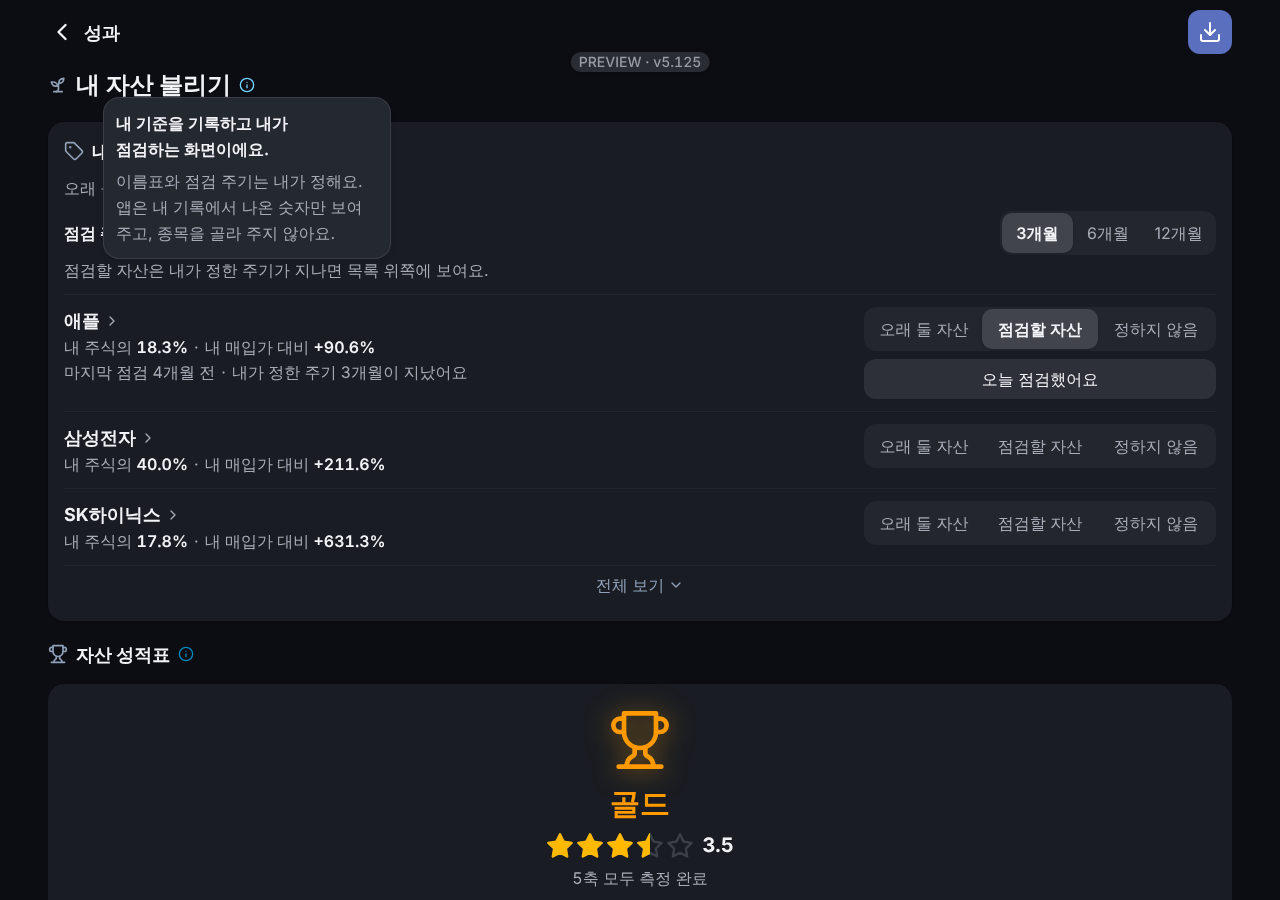 성과
PREVIEW · v5.125
내 자산 불리기
내 기준을 기록하고 내가
점검하는 화면이에요.
이름표와 점검 주기는 내가 정해요.
앱은 내 기록에서 나온 숫자만 보여
주고, 종목을 골라 주지 않아요.
오래
점검
3개월 6개월 12개월
점검할 자산은 내가 정한 주기가 지나면 목록 위쪽에 보여요.
애플
오래 둘 자산 점검할 자산 정하지 않음
내 주식의 18.3% · 내 매입가 대비 +90.6%
마지막 점검 4개월 전 · 내가 정한 주기 3개월이 지났어요
오늘 점검했어요
삼성전자
오래 둘 자산 점검할 자산 정하지 않음
내 주식의 40.0% · 내 매입가 대비 +211.6%
SK하이닉스
오래 둘 자산 점검할 자산 정하지 않음
내 주식의 17.8% · 내 매입가 대비 +631.3%
전체 보기
자산 성적표
골드
3.5
5축 모두 측정 완료